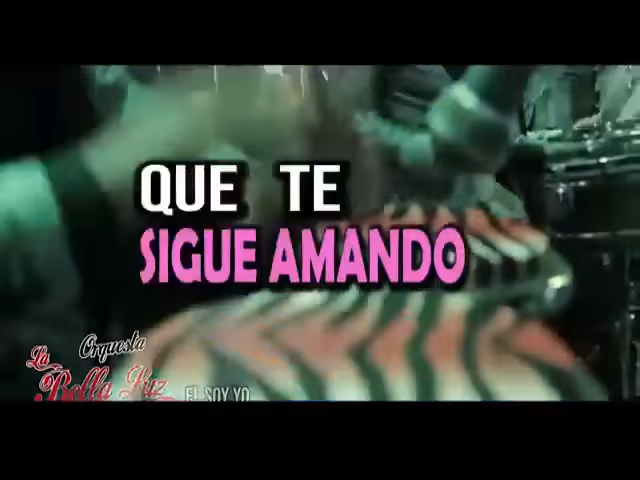 QUE TE
SIGUE AMANDO
Orquesta
La
Bella Luz
EL SOY YO